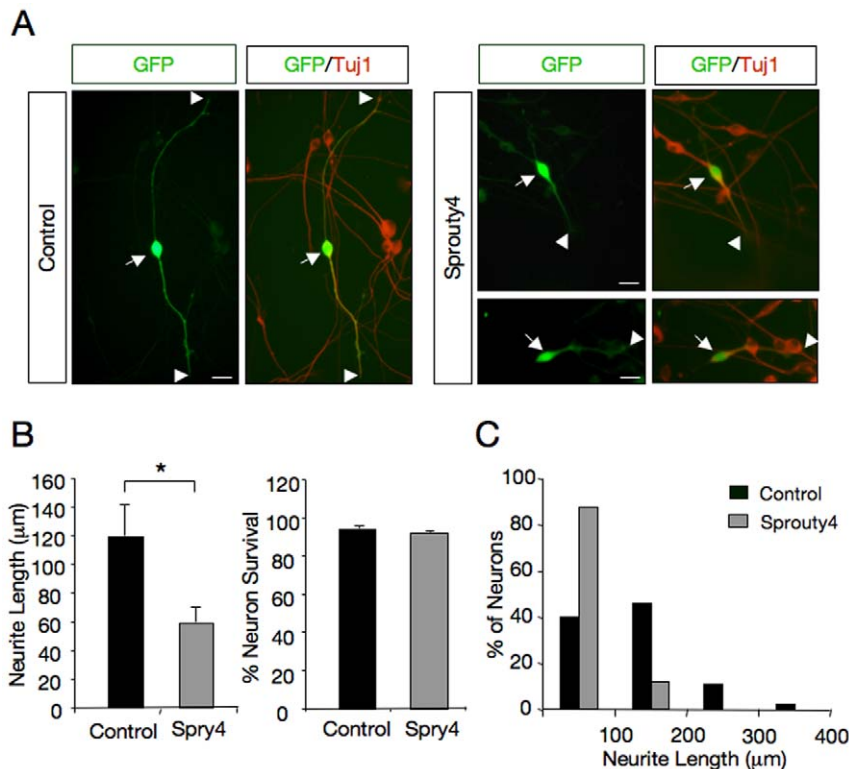 A
GFP
GFP/Tuj1
GFP
GFP/Tuj1
Control
Sprouty4
B
Neurite Length (μm)
160
140
120
100
80
60
40
20
0
*
Control
Spry4
% Neuron Survival
120
100
80
60
40
20
0
Control
Spry4
C
% of Neurons
100
80
60
40
20
0
Control
Sprouty4
100
200
300
400
Neurite Length (μm)